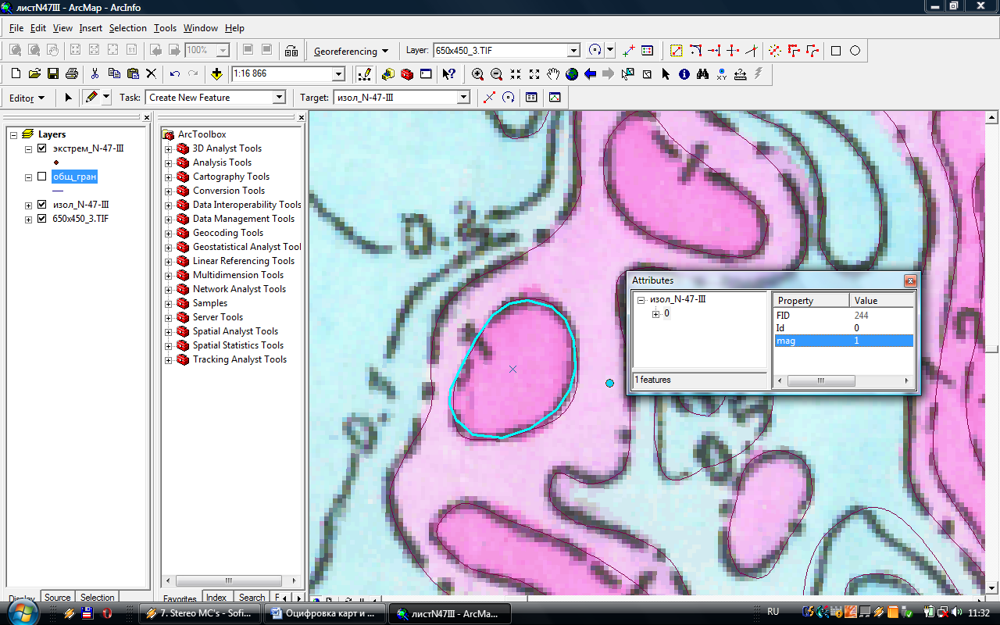 листN47III - ArcMap - ArcInfo
File Edit View Insert Selection Tools Window Help
100% Georeferencing Layer: 650x450_3.TIF
1:16 866
Editor Task: Create New Feature Target: изол_N-47-III
Layers
экстрем_N-47-III
общ_гран
изол_N-47-III
650x450_3.TIF
Display Source Selection
ArcToolbox
3D Analyst Tools
Analysis Tools
Cartography Tools
Conversion Tools
Data Interoperability Tools
Data Management Tools
Geocoding Tools
Geostatistical Analyst Tool
Linear Referencing Tools
Multidimension Tools
Network Analyst Tools
Samples
Server Tools
Spatial Analyst Tools
Spatial Statistics Tools
Tracking Analyst Tools
Favorites Index Search F
Attributes
изол_N-47-III
0
1 features
Property Value
FID 244
Id 0
mag 1
7. Stereo MC's - Sofi... Оцифровка карт и ... листN47III - ArcMa...
RU 11:32